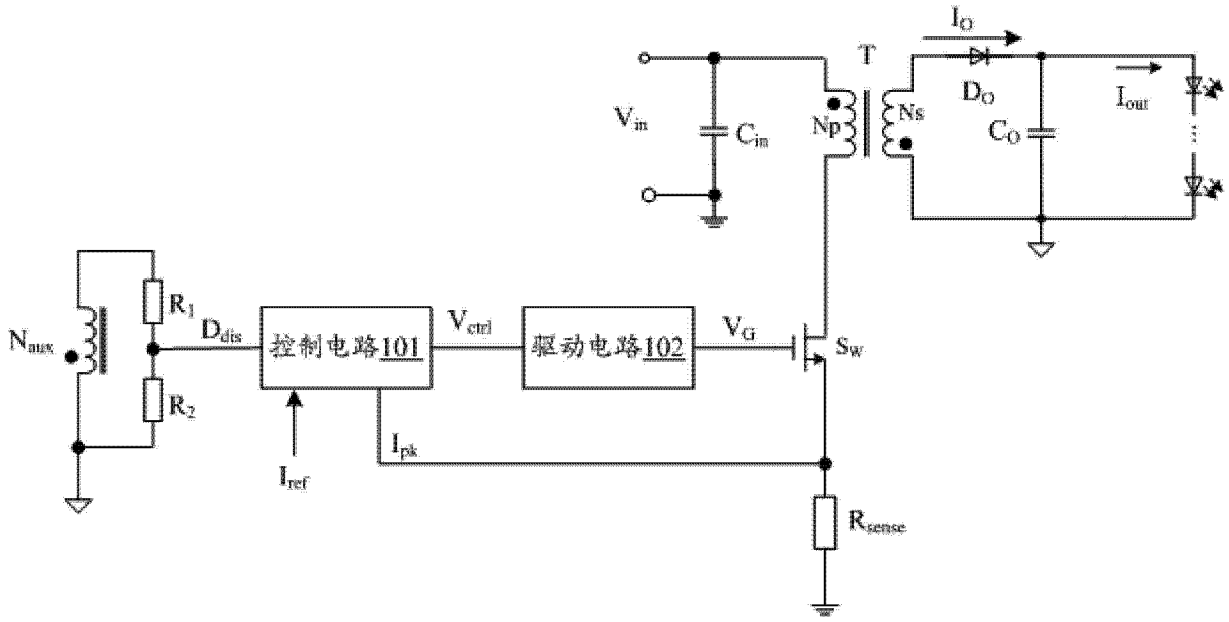 I_O
T
D_O
I_out
V_in
C_in
Np
Ns
C_O
N_aux
R_1
R_2
D_dis
控制电路101
V_ctrl
驱动电路102
V_G
S_W
I_ref
I_pk
R_sense